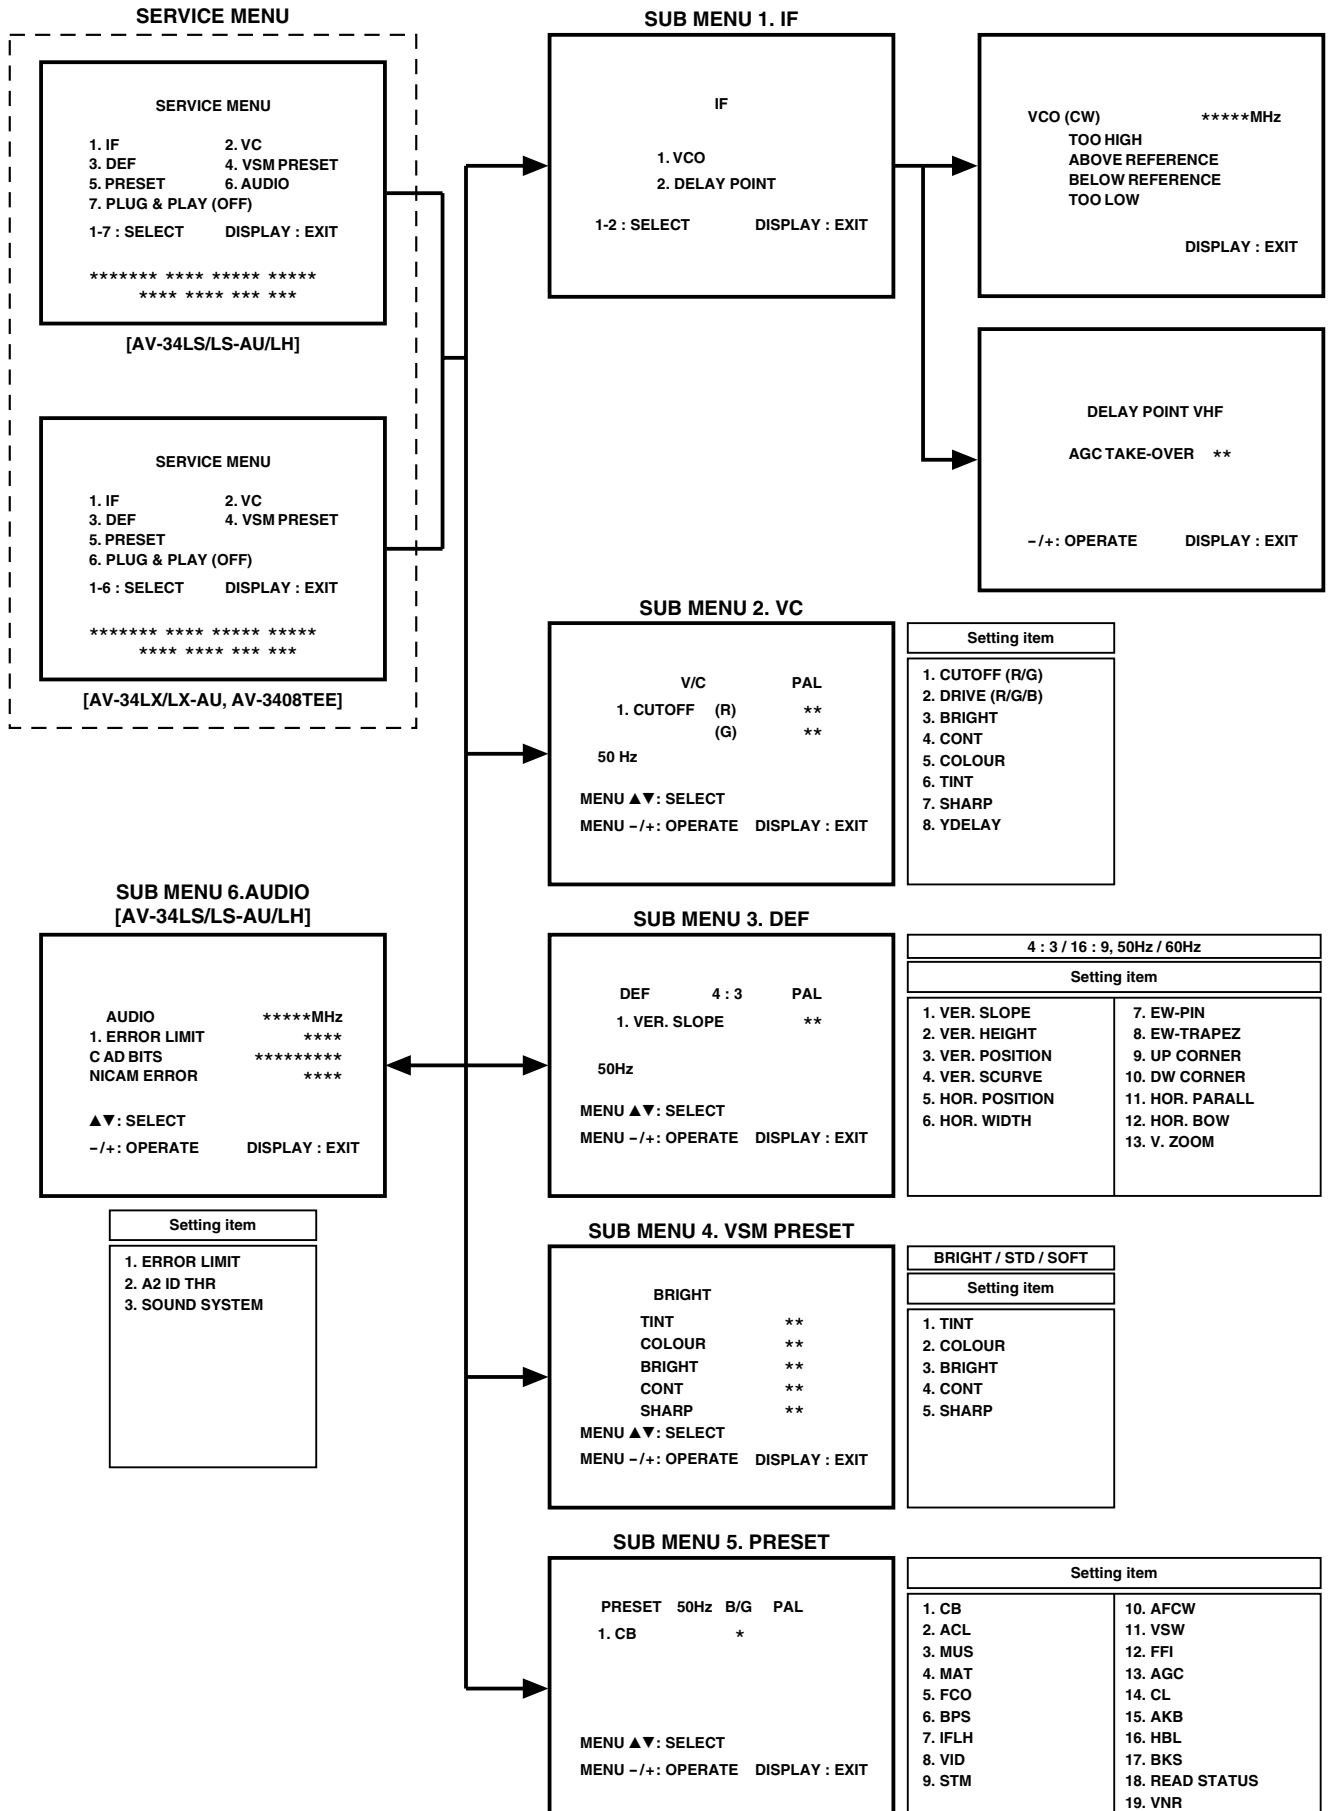 SERVICE MENU
SERVICE MENU
1. IF 2. VC
3. DEF 4. VSM PRESET
5. PRESET 6. AUDIO
7. PLUG & PLAY (OFF)
1-7 : SELECT DISPLAY : EXIT
******* **** ***** *****
**** **** *** ***
[AV-34LS/LS-AU/LH]
SERVICE MENU
1. IF 2. VC
3. DEF 4. VSM PRESET
5. PRESET
6. PLUG & PLAY (OFF)
1-6 : SELECT DISPLAY : EXIT
******* **** ***** *****
**** **** *** ***
[AV-34LX/LX-AU, AV-3408TEE]
SUB MENU 1. IF
IF
1. VCO
2. DELAY POINT
1-2 : SELECT DISPLAY : EXIT
VCO (CW) *****MHz
TOO HIGH
ABOVE REFERENCE
BELOW REFERENCE
TOO LOW
DISPLAY : EXIT
DELAY POINT VHF
AGC TAKE-OVER **
–/+: OPERATE DISPLAY : EXIT
SUB MENU 2. VC
V/C PAL
1. CUTOFF (R) **
(G) **
50 Hz
MENU ▲▼: SELECT
MENU –/+: OPERATE DISPLAY : EXIT
Setting item
1. CUTOFF (R/G)
2. DRIVE (R/G/B)
3. BRIGHT
4. CONT
5. COLOUR
6. TINT
7. SHARP
8. YDELAY
SUB MENU 6.AUDIO
[AV-34LS/LS-AU/LH]
AUDIO *****MHz
1. ERROR LIMIT ****
C AD BITS *********
NICAM ERROR ****
▲▼: SELECT
–/+: OPERATE DISPLAY : EXIT
Setting item
1. ERROR LIMIT
2. A2 ID THR
3. SOUND SYSTEM
SUB MENU 3. DEF
DEF 4 : 3 PAL
1. VER. SLOPE **
50Hz
MENU ▲▼: SELECT
MENU –/+: OPERATE DISPLAY : EXIT
4 : 3 / 16 : 9, 50Hz / 60Hz
Setting item
1. VER. SLOPE
2. VER. HEIGHT
3. VER. POSITION
4. VER. SCURVE
5. HOR. POSITION
6. HOR. WIDTH
7. EW-PIN
8. EW-TRAPEZ
9. UP CORNER
10. DW CORNER
11. HOR. PARALL
12. HOR. BOW
13. V. ZOOM
SUB MENU 4. VSM PRESET
BRIGHT
TINT **
COLOUR **
BRIGHT **
CONT **
SHARP **
MENU ▲▼: SELECT
MENU –/+: OPERATE DISPLAY : EXIT
BRIGHT / STD / SOFT
Setting item
1. TINT
2. COLOUR
3. BRIGHT
4. CONT
5. SHARP
SUB MENU 5. PRESET
PRESET 50Hz B/G PAL
1. CB *
MENU ▲▼: SELECT
MENU –/+: OPERATE DISPLAY : EXIT
Setting item
1. CB
2. ACL
3. MUS
4. MAT
5. FCO
6. BPS
7. IFLH
8. VID
9. STM
10. AFCW
11. VSW
12. FFI
13. AGC
14. CL
15. AKB
16. HBL
17. BKS
18. READ STATUS
19. VNR